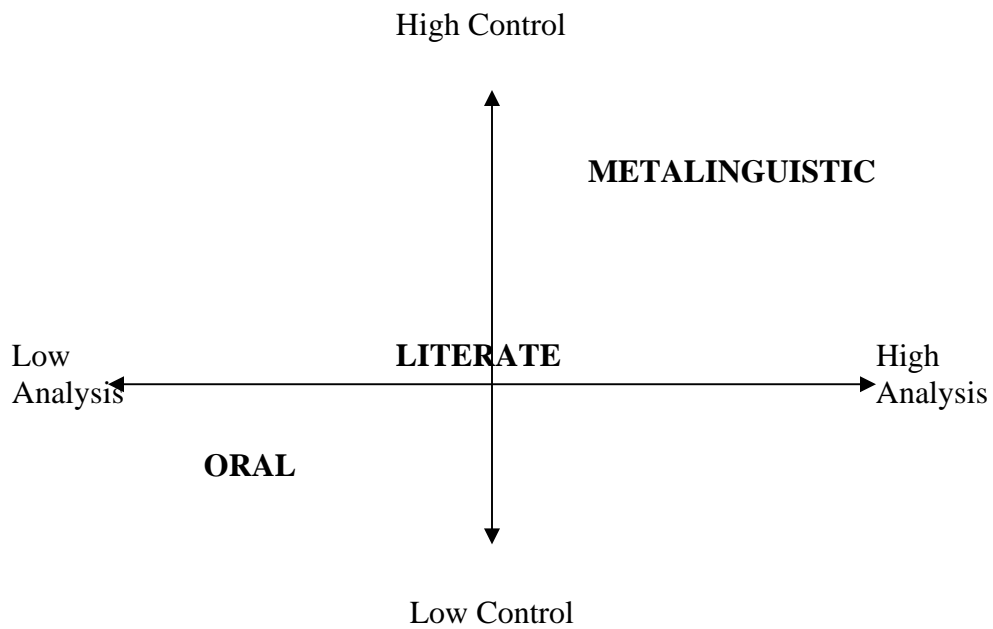 High Control
METALINGUISTIC
Low
Analysis
LITERATE
High
Analysis
ORAL
Low Control